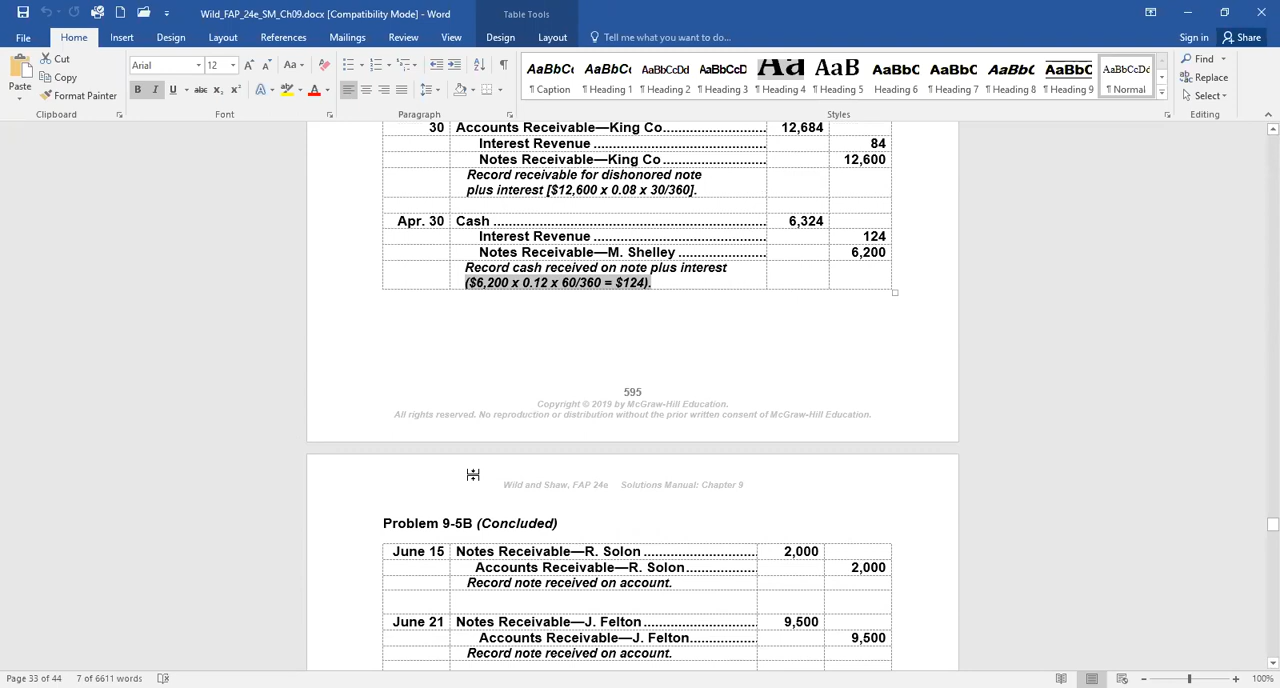 Wild_FAP_24e_SM_Ch09.docx [Compatibility Mode] - Word
Table Tools
File Home Insert Design Layout References Mailings Review View Design Layout Tell me what you want to do... Sign in Share
Paste
Cut
Copy
Format Painter
Clipboard
Arial 12
Aa
B I U abc x₂ x² A ab A
Font
Paragraph
AaBbCc AaBbCc AaBbCcDd AaBbCcD AaB AaBbC AaBbC AaBbC AaBbC AaBbCcDd
¶ Caption ¶ Heading 1 ¶ Heading 2 ¶ Heading 3 ¶ Heading 4 ¶ Heading 5 Heading 6 ¶ Heading 7 ¶ Heading 8 ¶ Heading 9 ¶ Normal
Styles
Find
Replace
Select
Editing
30 Accounts Receivable—King Co. 12,684
Interest Revenue 84
Notes Receivable—King Co 12,600
Record receivable for dishonored note
plus interest [$12,600 x 0.08 x 30/360].
Apr. 30 Cash 6,324
Interest Revenue 124
Notes Receivable—M. Shelley 6,200
Record cash received on note plus interest
($6,200 x 0.12 x 60/360 = $124).
595
Copyright © 2019 by McGraw-Hill Education.
All rights reserved. No reproduction or distribution without the prior written consent of McGraw-Hill Education.
Wild and Shaw, FAP 24e Solutions Manual: Chapter 9
Problem 9-5B (Concluded)
June 15 Notes Receivable—R. Solon 2,000
Accounts Receivable—R. Solon 2,000
Record note received on account.
June 21 Notes Receivable—J. Felton 9,500
Accounts Receivable—J. Felton 9,500
Record note received on account.
Page 33 of 44 7 of 6611 words 100%